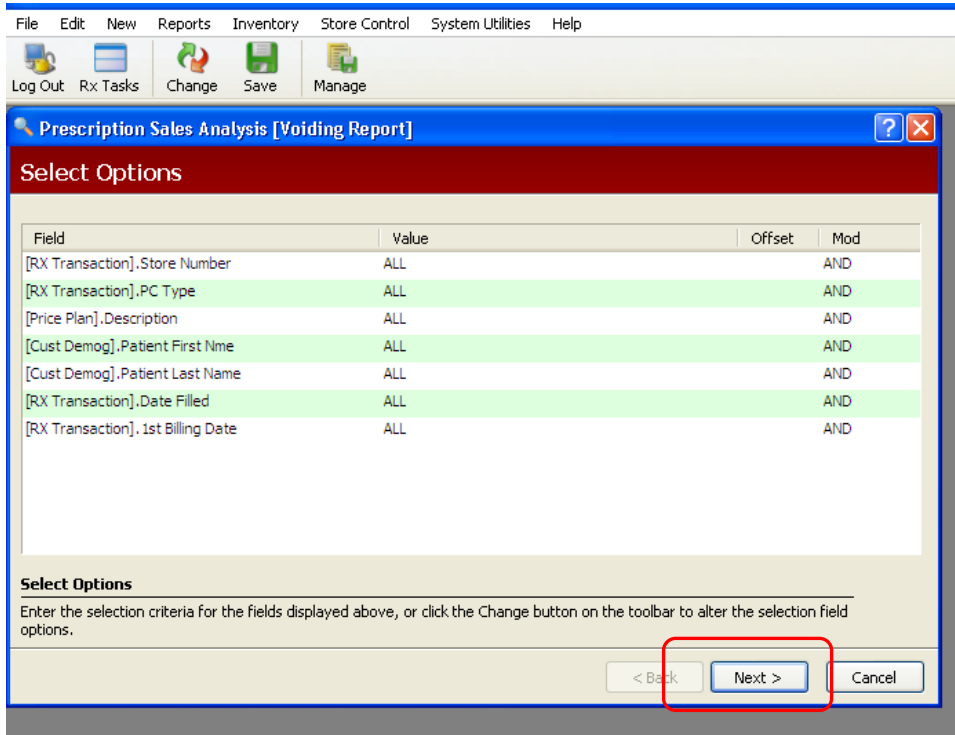 File Edit New Reports Inventory Store Control System Utilities Help
Log Out Rx Tasks Change Save Manage
Prescription Sales Analysis [Voiding Report]
Select Options
Field Value Offset Mod
[RX Transaction].Store Number ALL AND
[RX Transaction].PC Type ALL AND
[Price Plan].Description ALL AND
[Cust Demog].Patient First Nme ALL AND
[Cust Demog].Patient Last Name ALL AND
[RX Transaction].Date Filled ALL AND
[RX Transaction].1st Billing Date ALL AND
Select Options
Enter the selection criteria for the fields displayed above, or click the Change button on the toolbar to alter the selection field
options.
< Back Next > Cancel